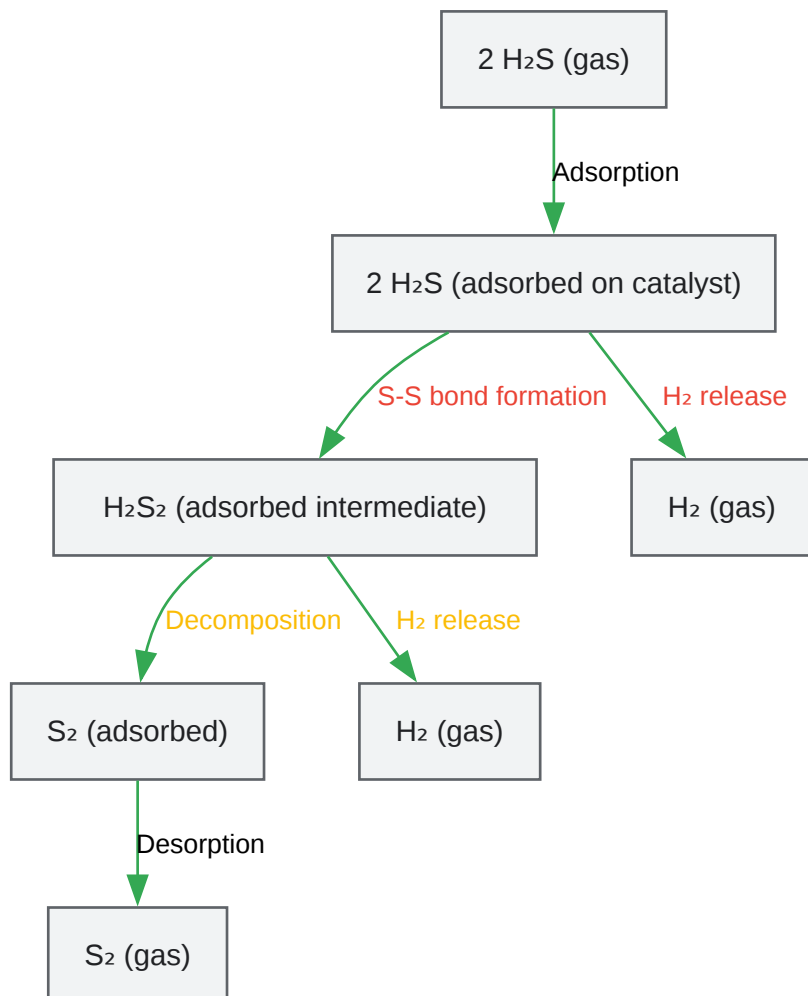 2 H₂S (gas)
Adsorption
2 H₂S (adsorbed on catalyst)
S-S bond formation
H₂ release
H₂S₂ (adsorbed intermediate)
H₂ (gas)
Decomposition
H₂ release
S₂ (adsorbed)
H₂ (gas)
Desorption
S₂ (gas)